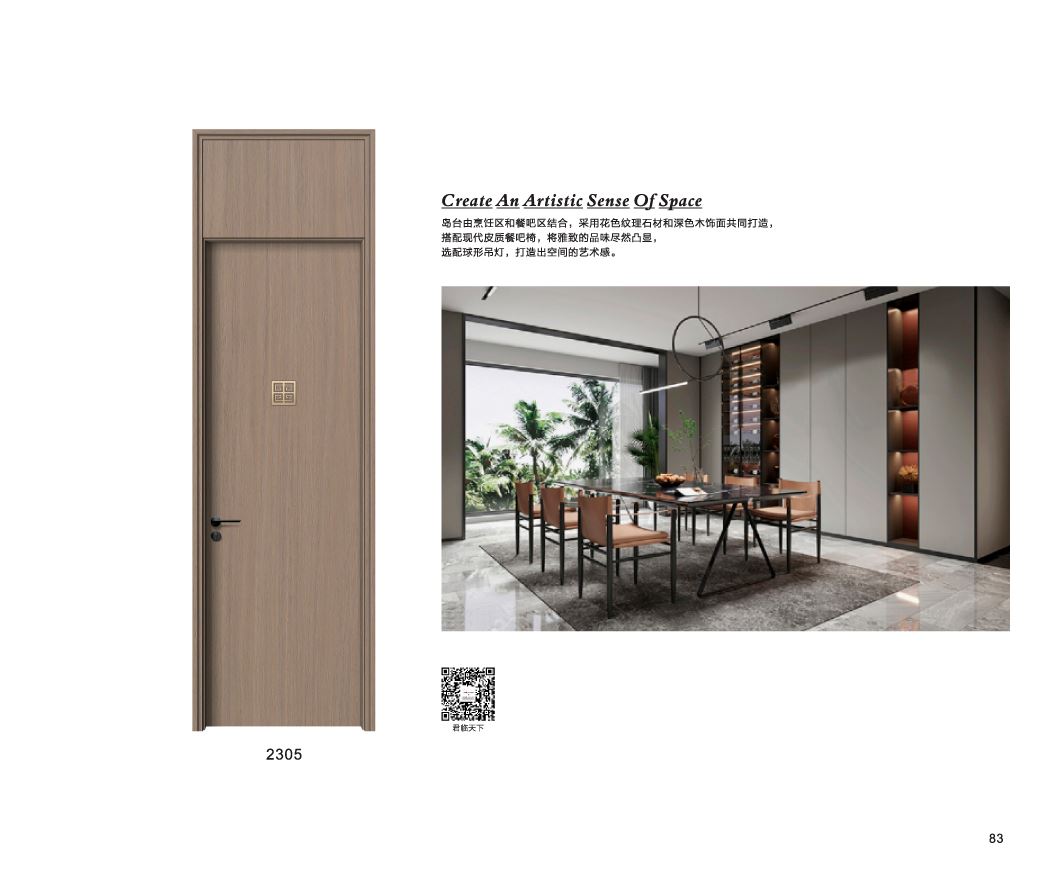 Create An Artistic Sense Of Space
岛台由烹饪区和餐吧区结合，采用花色纹理石材和深色木饰面共同打造，
搭配现代皮质餐吧椅，将雅致的品味尽然凸显，
选配球形吊灯，打造出空间的艺术感。
君临天下
2305
83